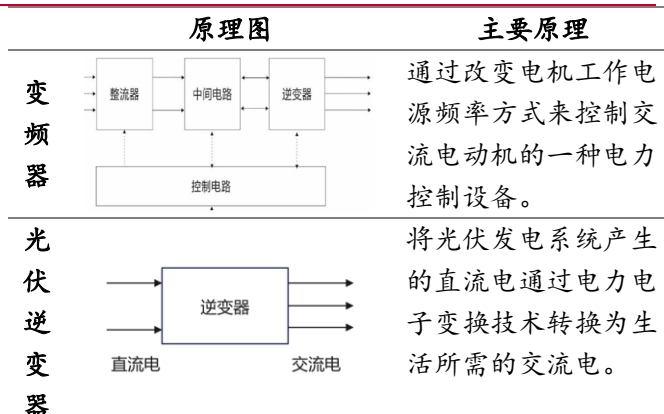 原理图 主要原理
变频器
整流器 中间电路 逆变器
控制电路
通过改变电机工作电
源频率方式来控制交
流电动机的一种电力
控制设备。
光伏逆变器
逆变器
直流电 交流电
将光伏发电系统产生
的直流电通过电力电
子变换技术转换为生
活所需的交流电。